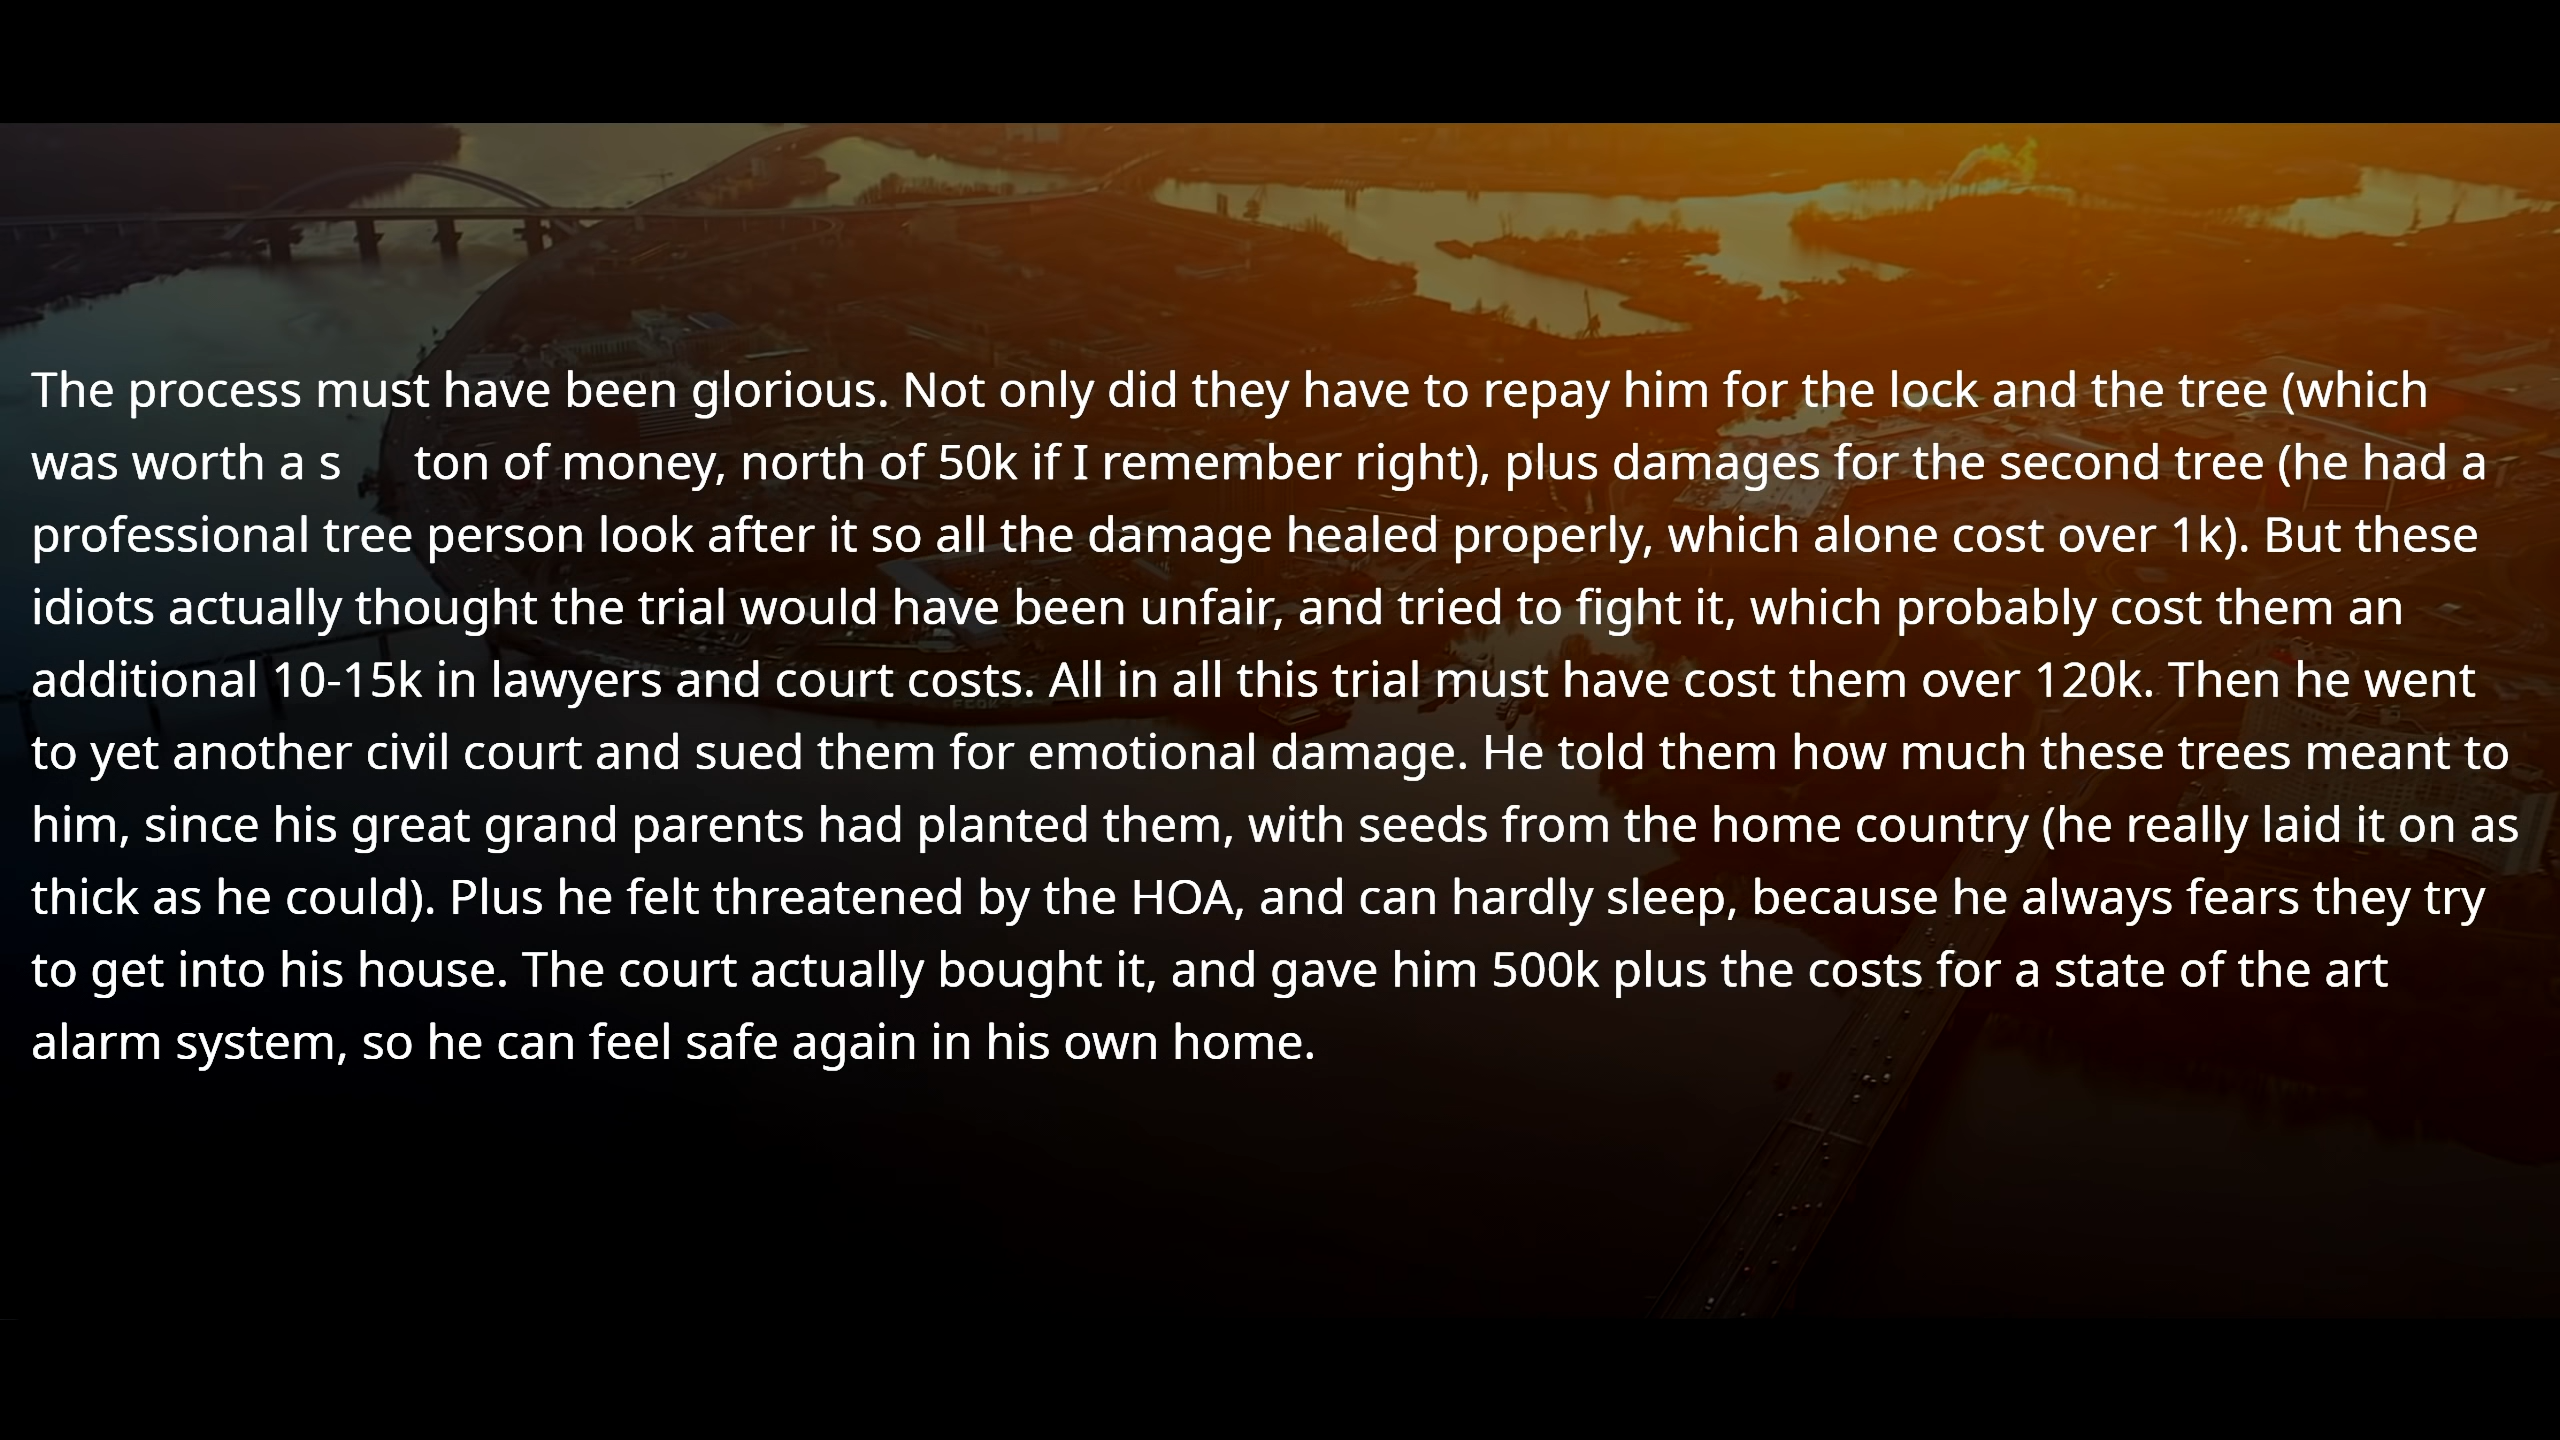 The process must have been glorious. Not only did they have to repay him for the lock and the tree (which
was worth a s ton of money, north of 50k if I remember right), plus damages for the second tree (he had a
professional tree person look after it so all the damage healed properly, which alone cost over 1k). But these
idiots actually thought the trial would have been unfair, and tried to fight it, which probably cost them an
additional 10-15k in lawyers and court costs. All in all this trial must have cost them over 120k. Then he went
to yet another civil court and sued them for emotional damage. He told them how much these trees meant to
him, since his great grand parents had planted them, with seeds from the home country (he really laid it on as
thick as he could). Plus he felt threatened by the HOA, and can hardly sleep, because he always fears they try
to get into his house. The court actually bought it, and gave him 500k plus the costs for a state of the art
alarm system, so he can feel safe again in his own home.